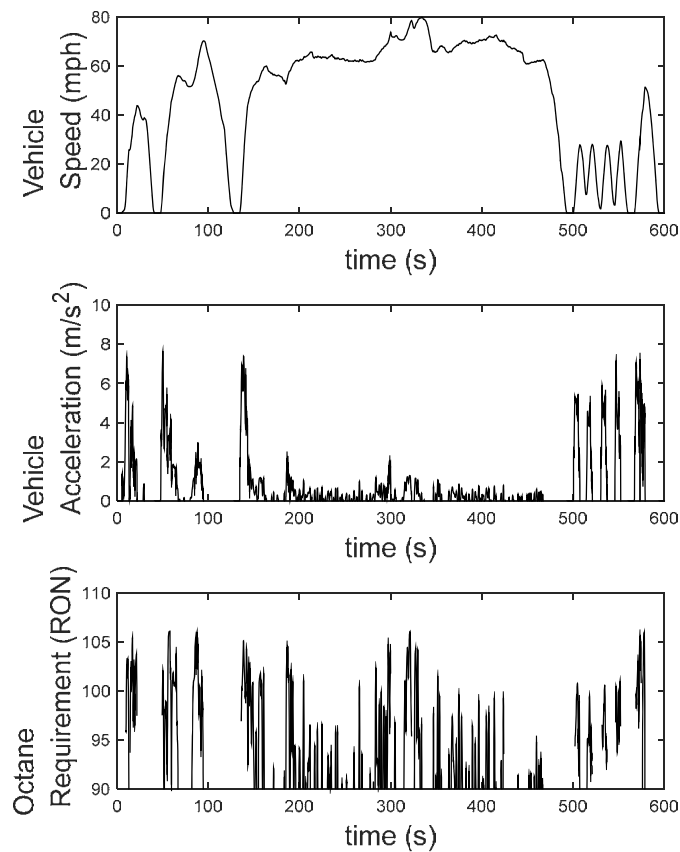 Vehicle
Speed (mph)
80
60
40
20
0
0 100 200 300 400 500 600
time (s)
Vehicle
Acceleration (m/s²)
10
8
6
4
2
0
0 100 200 300 400 500 600
time (s)
Octane
Requirement (RON)
110
105
100
95
90
0 100 200 300 400 500 600
time (s)